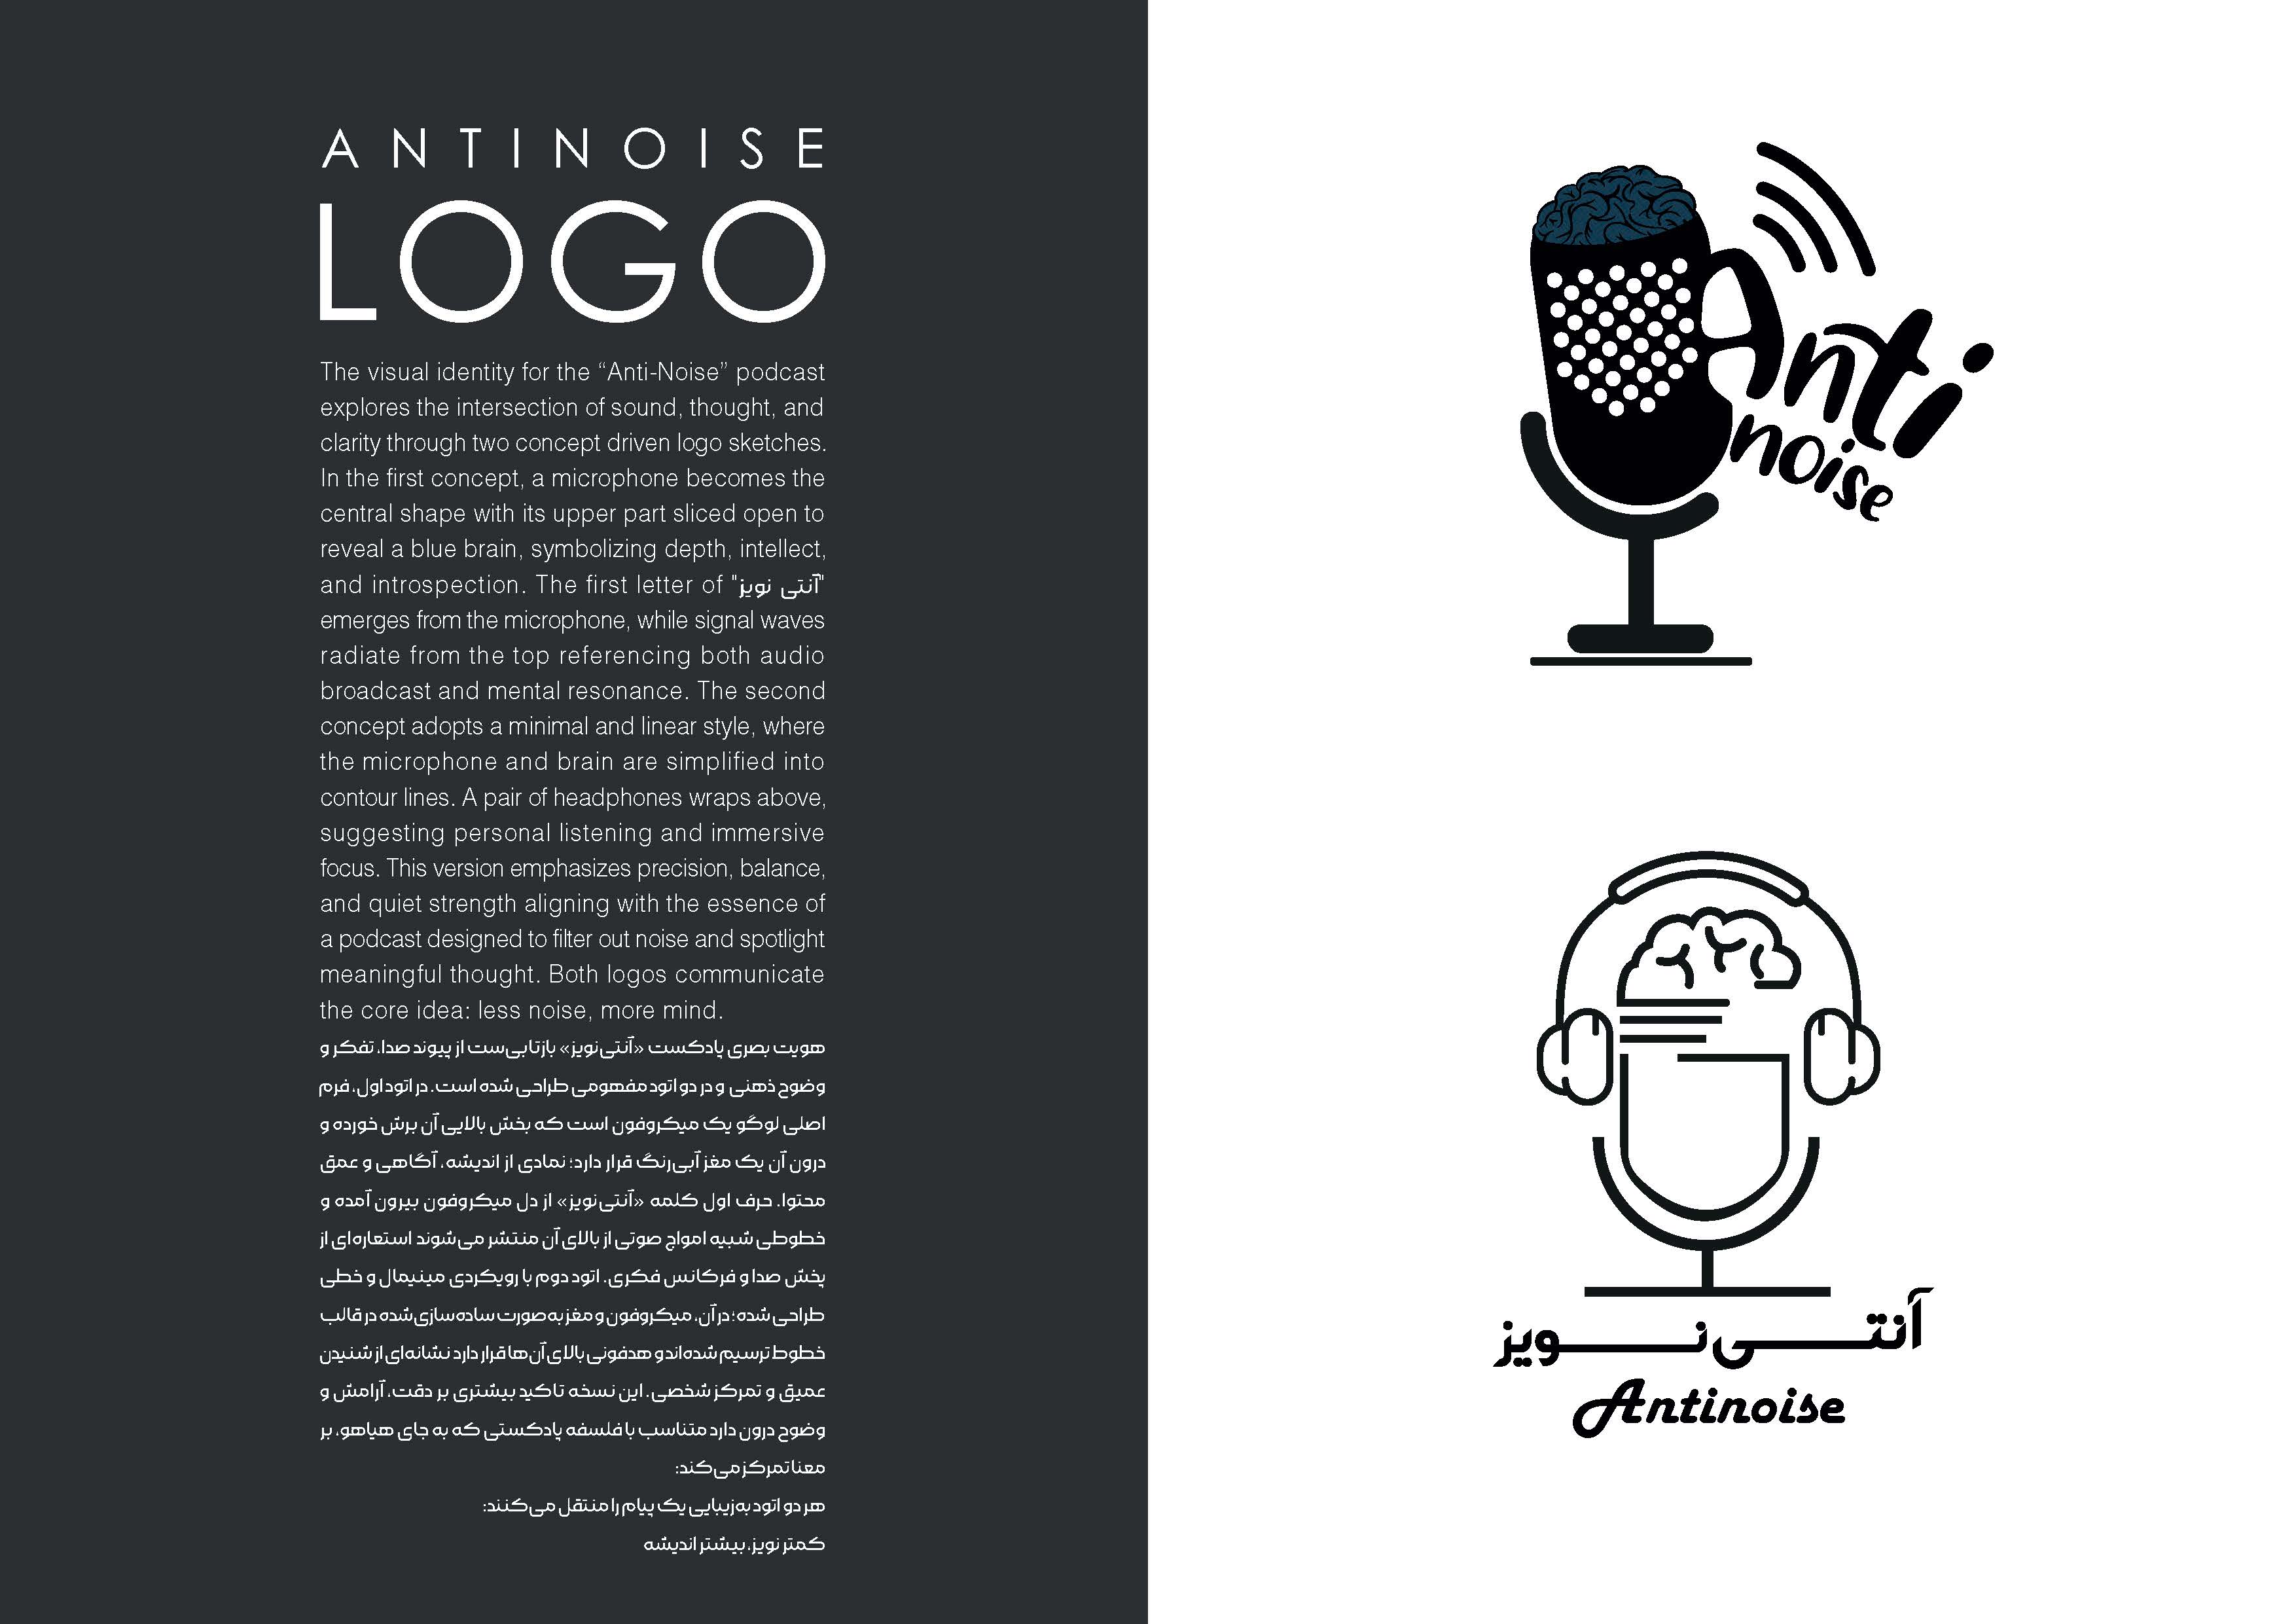 ANTINOISE
LOGO
The visual identity for the “Anti-Noise” podcast
explores the intersection of sound, thought, and
clarity through two concept driven logo sketches.
In the first concept, a microphone becomes the
central shape with its upper part sliced open to
reveal a blue brain, symbolizing depth, intellect,
and introspection. The first letter of "آنتی نویز"
emerges from the microphone, while signal waves
radiate from the top referencing both audio
broadcast and mental resonance. The second
concept adopts a minimal and linear style, where
the microphone and brain are simplified into
contour lines. A pair of headphones wraps above,
suggesting personal listening and immersive
focus. This version emphasizes precision, balance,
and quiet strength aligning with the essence of
a podcast designed to filter out noise and spotlight
meaningful thought. Both logos communicate
the core idea: less noise, more mind.
هویت بصری پادکست «آنتی‌نویز» بازتابی‌ست از پیوند صدا، تفکر و
وضوح ذهنی و در دو اتود مفهومی طراحی شده است. در اتود اول، فرم
اصلی لوگو یک میکروفون است که بخش بالایی آن برش خورده و
درون آن یک مغز آبی‌رنگ قرار دارد؛ نمادی از اندیشه، آگاهی و عمق
محتوا. حرف اول کلمه «آنتی‌نویز» از دل میکروفون بیرون آمده و
خطوطی شبیه امواج صوتی از بالای آن منتشر می‌شوند استعاره‌ای از
پخش صدا و فرکانس فکری. اتود دوم با رویکردی مینیمال و خطی
طراحی شده؛ در آن، میکروفون و مغز به‌صورت ساده‌سازی‌شده در قالب
خطوط ترسیم شده‌اند و هدفونی بالای آن‌ها قرار دارد نشانه‌ای از شنیدن
عمیق و تمرکز شخصی. این نسخه تاکید بیشتری بر دقت، آرامش و
وضوح درون دارد متناسب با فلسفه پادکستی که به جای هیاهو، بر
معنا تمرکز می‌کند:
هر دو اتود به‌زیبایی یک پیام را منتقل می‌کنند:
کمتر نویز، بیشتر اندیشه
Anti
noise
آنتی‌نویز
Antinoise